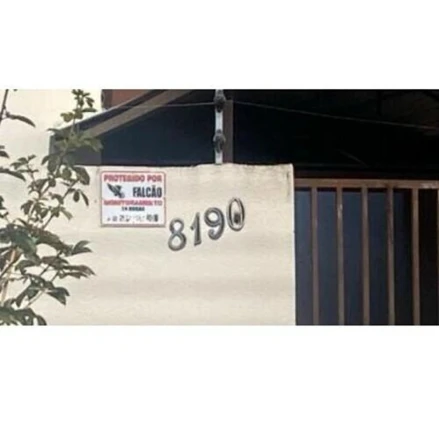 PROTEGIDO POR
FALCÃO
MONITORAMENTO
24 HORAS
8190